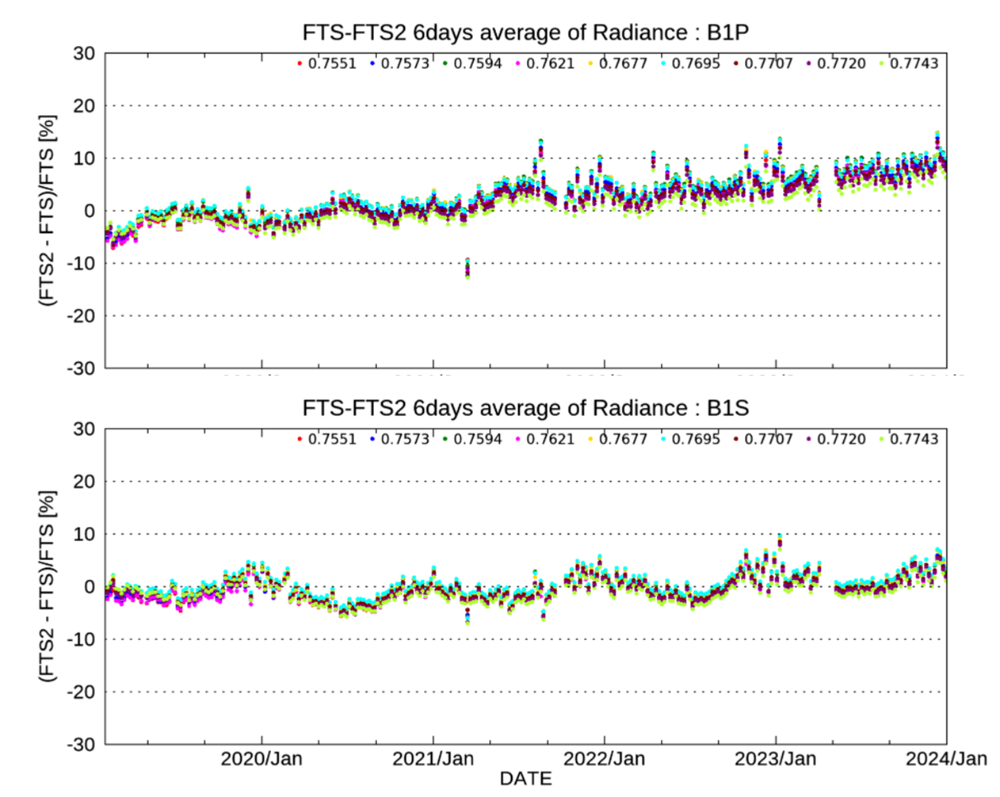 FTS-FTS2 6days average of Radiance : B1P
30
0.7551 0.7573 0.7594 0.7621 0.7677 0.7695 0.7707 0.7720 0.7743
20
10
0
-10
-20
-30
(FTS2 - FTS)/FTS [%]
FTS-FTS2 6days average of Radiance : B1S
30
0.7551 0.7573 0.7594 0.7621 0.7677 0.7695 0.7707 0.7720 0.7743
20
10
0
-10
-20
-30
(FTS2 - FTS)/FTS [%]
2020/Jan 2021/Jan 2022/Jan 2023/Jan 2024/Jan
DATE